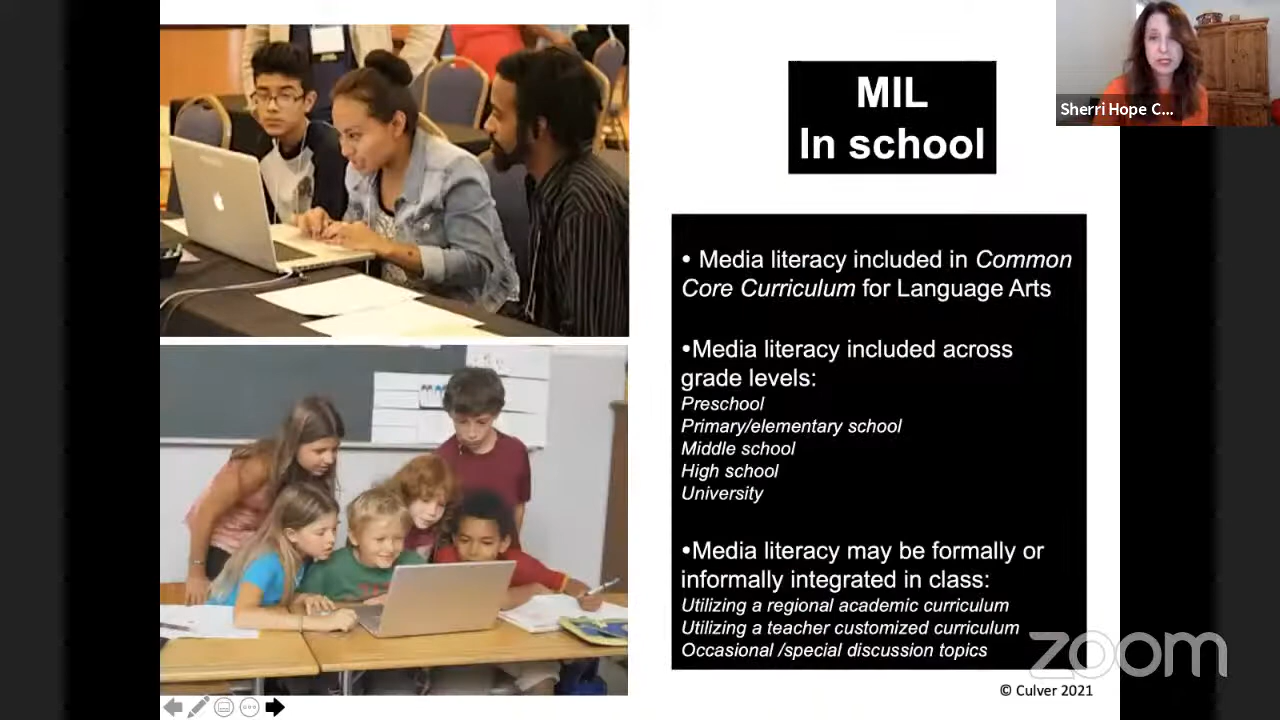 MIL
In school
Sherri Hope C...
• Media literacy included in Common
Core Curriculum for Language Arts
•Media literacy included across
grade levels:
Preschool
Primary/elementary school
Middle school
High school
University
•Media literacy may be formally or
informally integrated in class:
Utilizing a regional academic curriculum
Utilizing a teacher customized curriculum
Occasional /special discussion topics
zoom
© Culver 2021